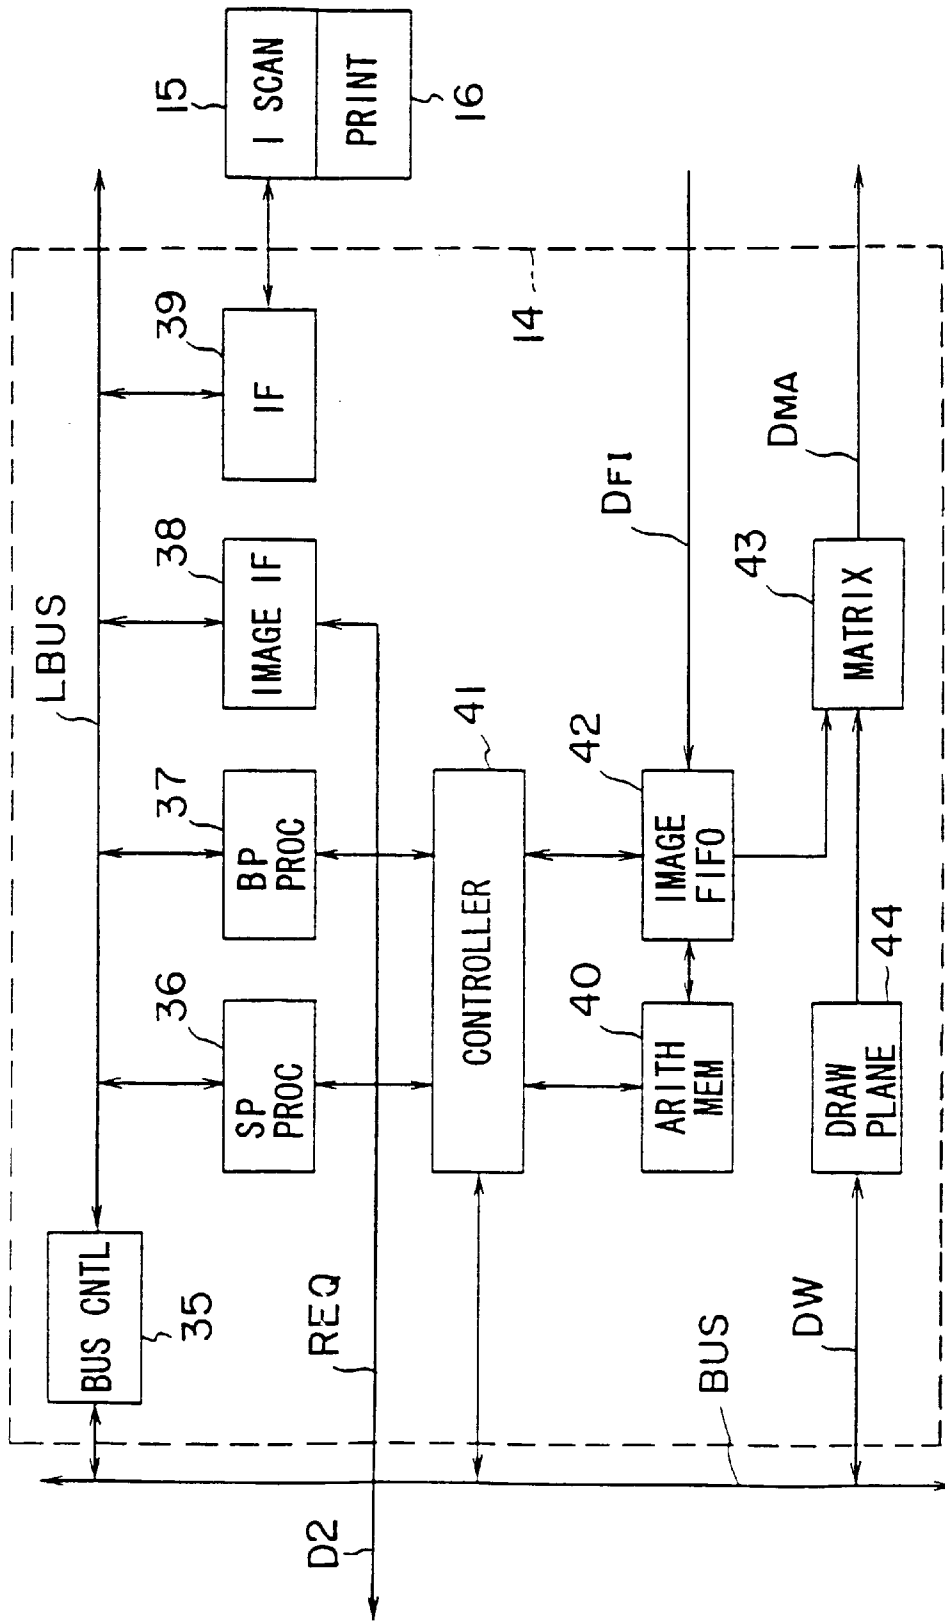 15
I SCAN
PRINT
16
LBUS
39
IF
38
IMAGE IF
37
BP
PROC
36
SP
PROC
BUS CNTL
35
14
REQ
D2
41
CONTROLLER
DFI
42
IMAGE
FIFO
40
ARITH
MEM
DMA
43
MATRIX
44
DRAW
PLANE
BUS
DW